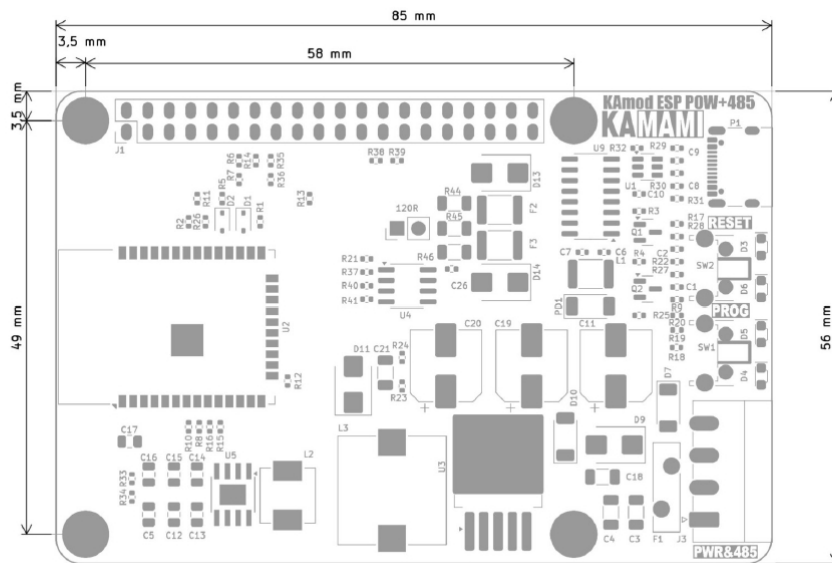 85 mm
3,5 mm
58 mm
3,5 mm
49 mm
56 mm
KAmod ESP POW+485
KAMAMI
P1
J1
R38 R39
U9 R32 R29
C9
R6
R14
R35
R7
R36
D13
U1 R30
C8
C10
R31
R11
R5
D2
D1
R13
R44
F2
R3
R17
RESET
R2
R26
R1
120R
R45
R28
Q1
D3
R21
R46
F3
C7
C6
R4
C2
R22
SW2
R37
R27
L1
R40
C26
D14
R41
U4
Q2
C1
D6
PD1
R9
PROG
U2
R25
R20
C20 C19 C11
R19
D5
SW1
D11 C21 R24
R18
R12
R23
D7
D4
D10
C17
R10
R8
R16
R15
L3
D9
C16 C15 C14 U5 L2
U3
R33
C18
R34
C5 C12 C13
C4 C3 F1 J3
PWR&485